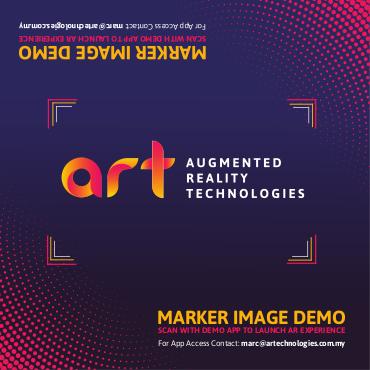 For App Access Contact: marc@artechnologies.com.my
SCAN WITH DEMO APP TO LAUNCH AR EXPERIENCE
MARKER IMAGE DEMO
art
AUGMENTED
REALITY
TECHNOLOGIES
MARKER IMAGE DEMO
SCAN WITH DEMO APP TO LAUNCH AR EXPERIENCE
For App Access Contact: marc@artechnologies.com.my